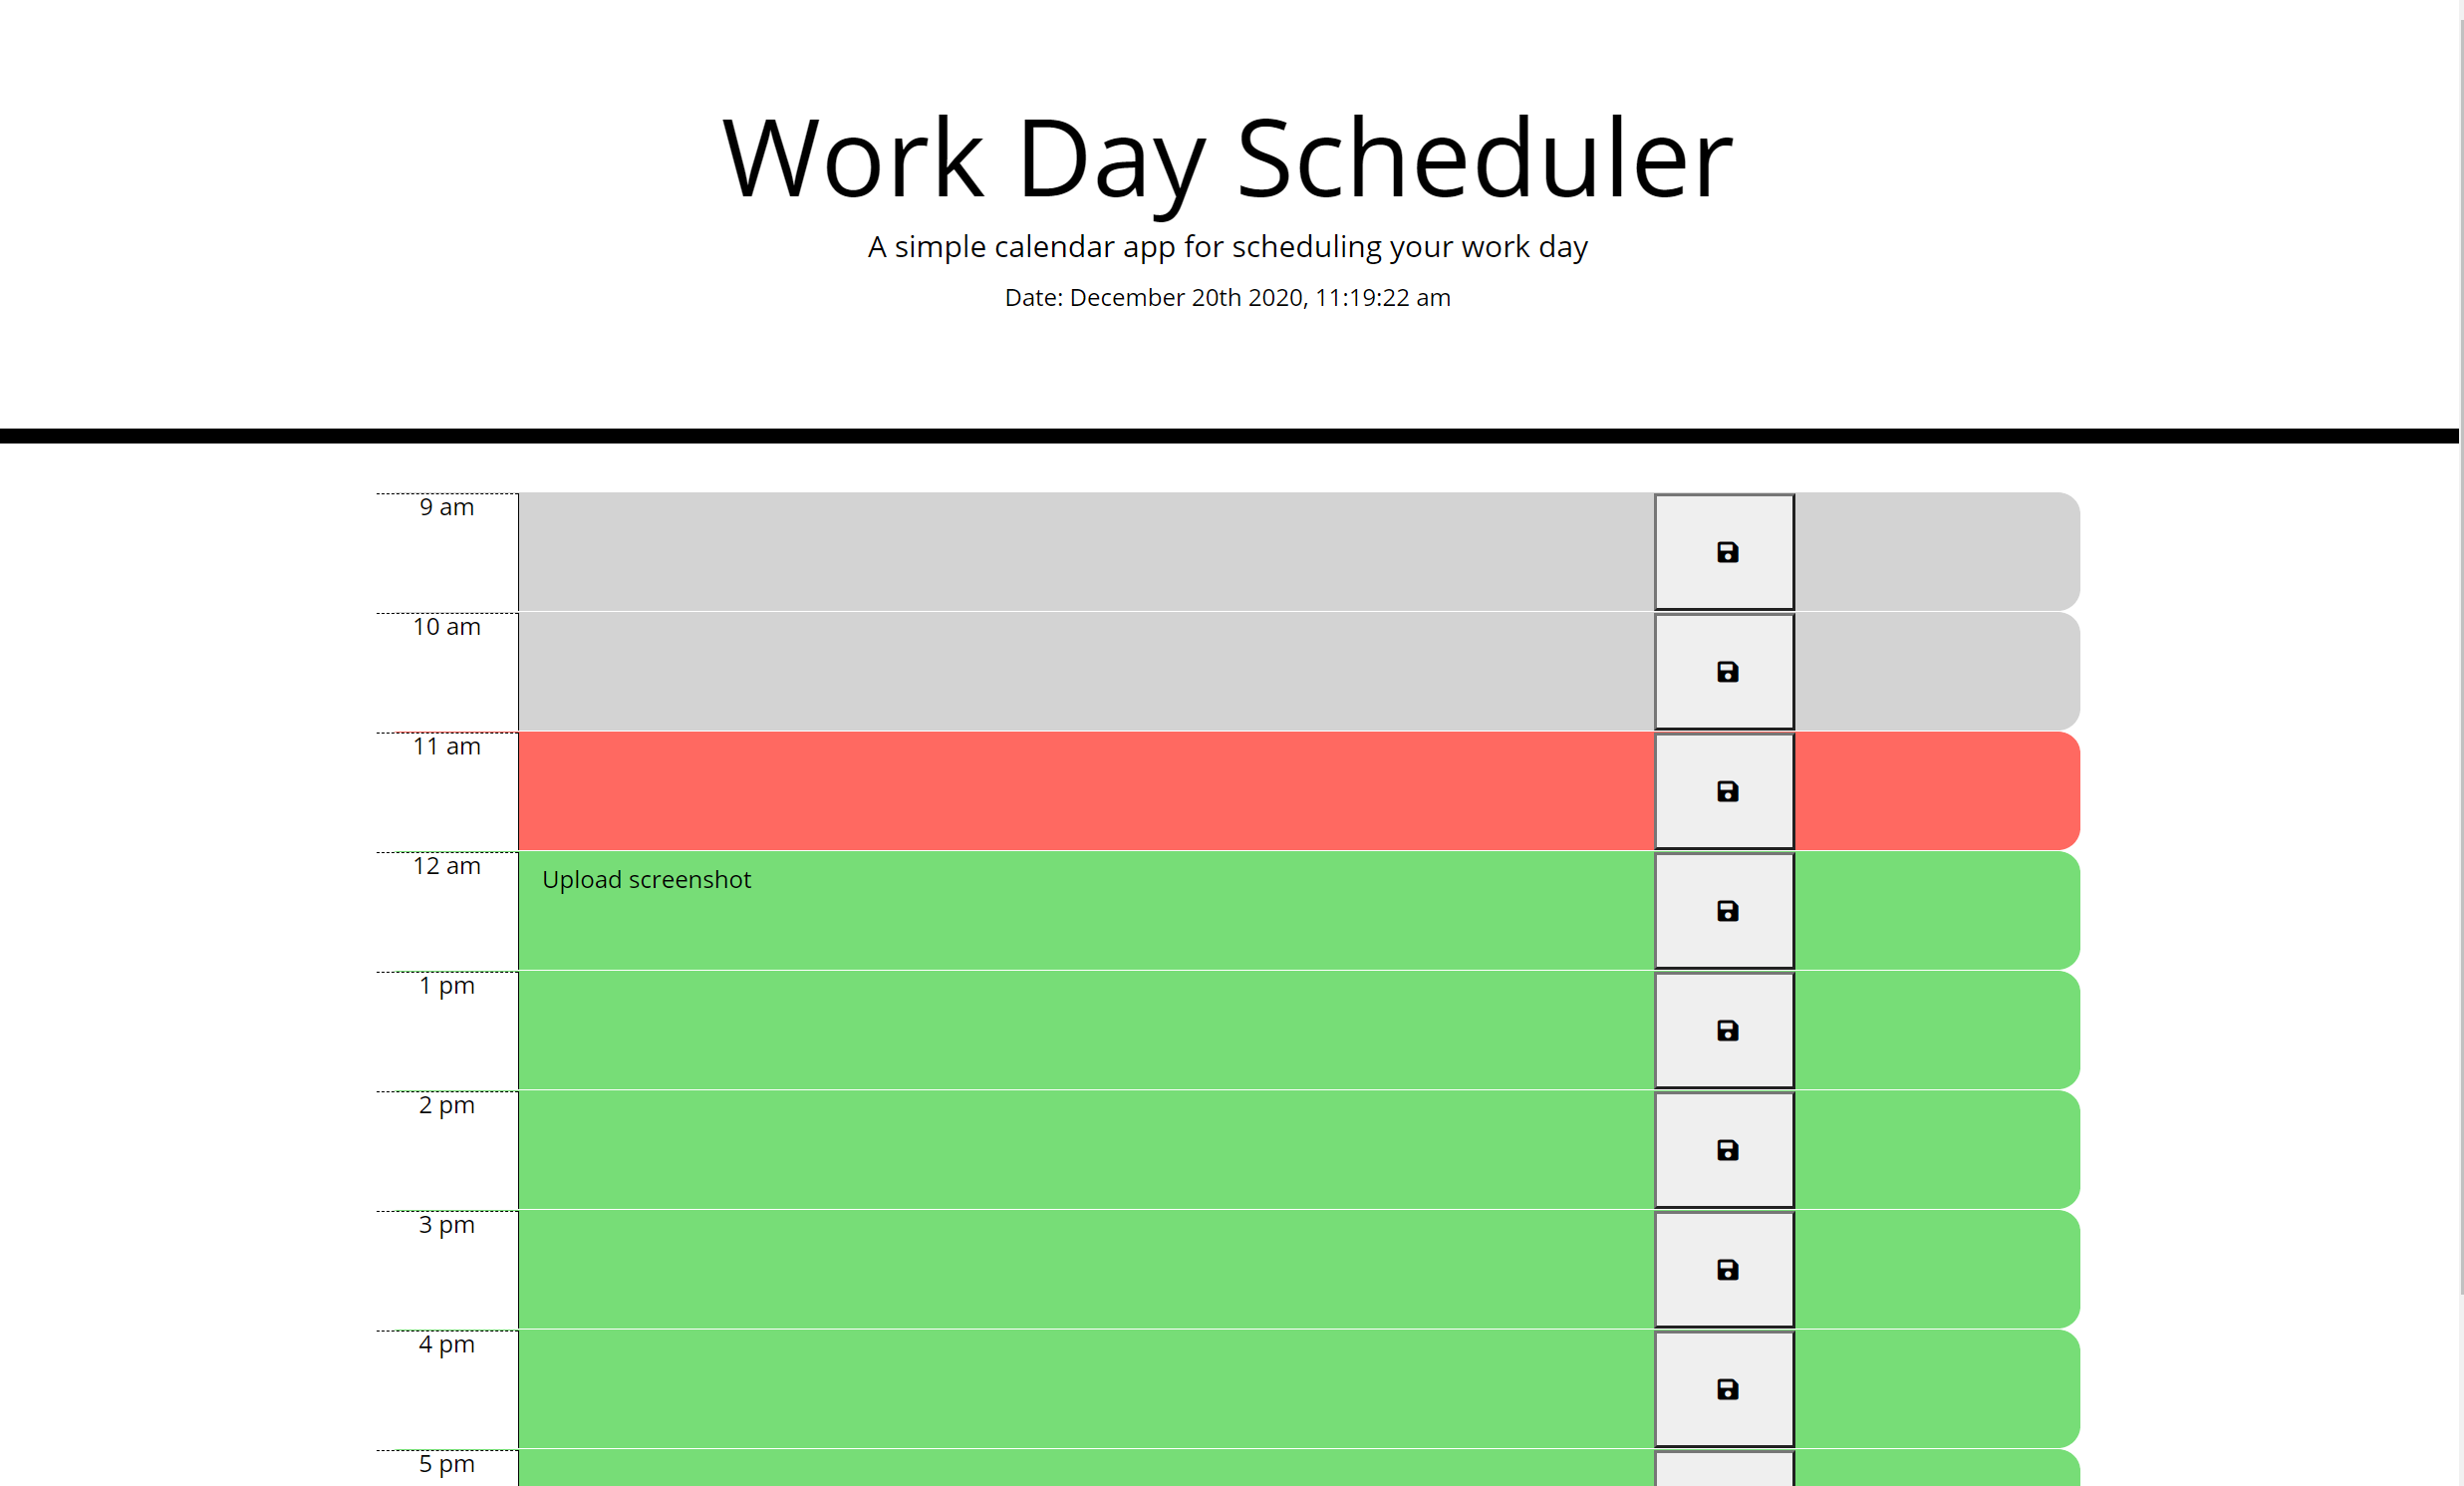 Work Day Scheduler
A simple calendar app for scheduling your work day
Date: December 20th 2020, 11:19:22 am
9 am
10 am
11 am
12 am
Upload screenshot
1 pm
2 pm
3 pm
4 pm
5 pm